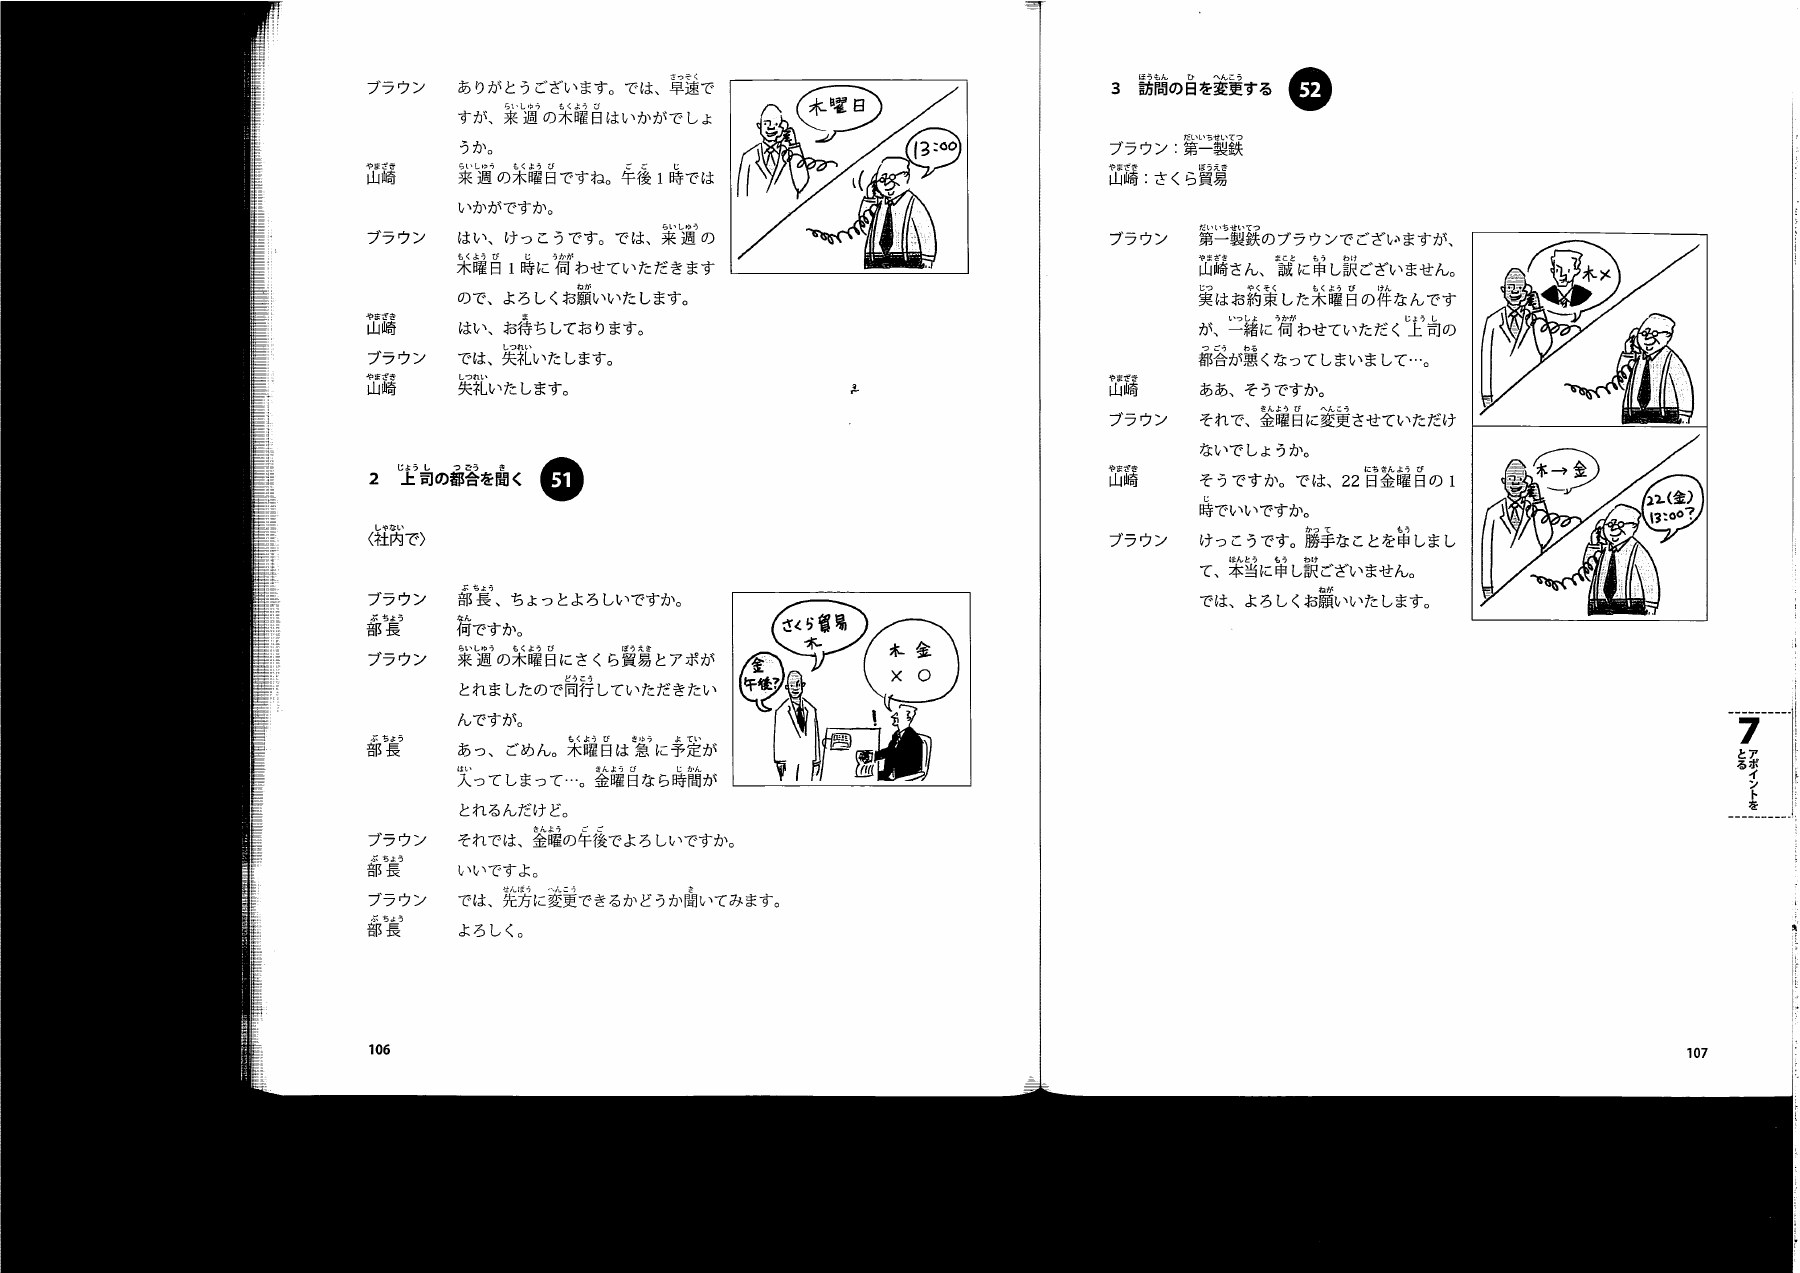 ブラウン　ありがとうございます。では、早速で
すが、来週の木曜日はいかがでしょ
うか。
山崎　来週の木曜日ですね。午後1時では
いかがですか。
ブラウン　はい、けっこうです。では、来週の
木曜日1時に伺わせていただきます
ので、よろしくお願いいたします。
山崎　はい、お待ちしております。
ブラウン　では、失礼いたします。
山崎　失礼いたします。
木曜日
13:00
2　上司の都合を聞く　51
〈社内で〉
ブラウン　部長、ちょっとよろしいですか。
部長　何ですか。
ブラウン　来週の木曜日にさくら貿易とアポが
とれましたので同行していただきたい
んですが。
部長　あっ、ごめん。木曜日は急に予定が
入ってしまって…。金曜日なら時間が
とれるんだけど。
ブラウン　それでは、金曜の午後でよろしいですか。
部長　いいですよ。
ブラウン　では、先方に変更できるかどうか聞いてみます。
部長　よろしく。
さくら貿易
木
金
午後?
木 金
× ○
!
106
3　訪問の日を変更する　52
ブラウン：第一製鉄
山崎：さくら貿易
ブラウン　第一製鉄のブラウンでございますが、
山崎さん、誠に申し訳ございません。
実はお約束した木曜日の件なんです
が、一緒に伺わせていただく上司の
都合が悪くなってしまいまして…。
山崎　ああ、そうですか。
ブラウン　それで、金曜日に変更させていただけ
ないでしょうか。
山崎　そうですか。では、22日金曜日の1
時でいいですか。
ブラウン　けっこうです。勝手なことを申しまし
て、本当に申し訳ございません。
では、よろしくお願いいたします。
木×
木→金
22(金)
13:00?
7
アポイントを
とる
107